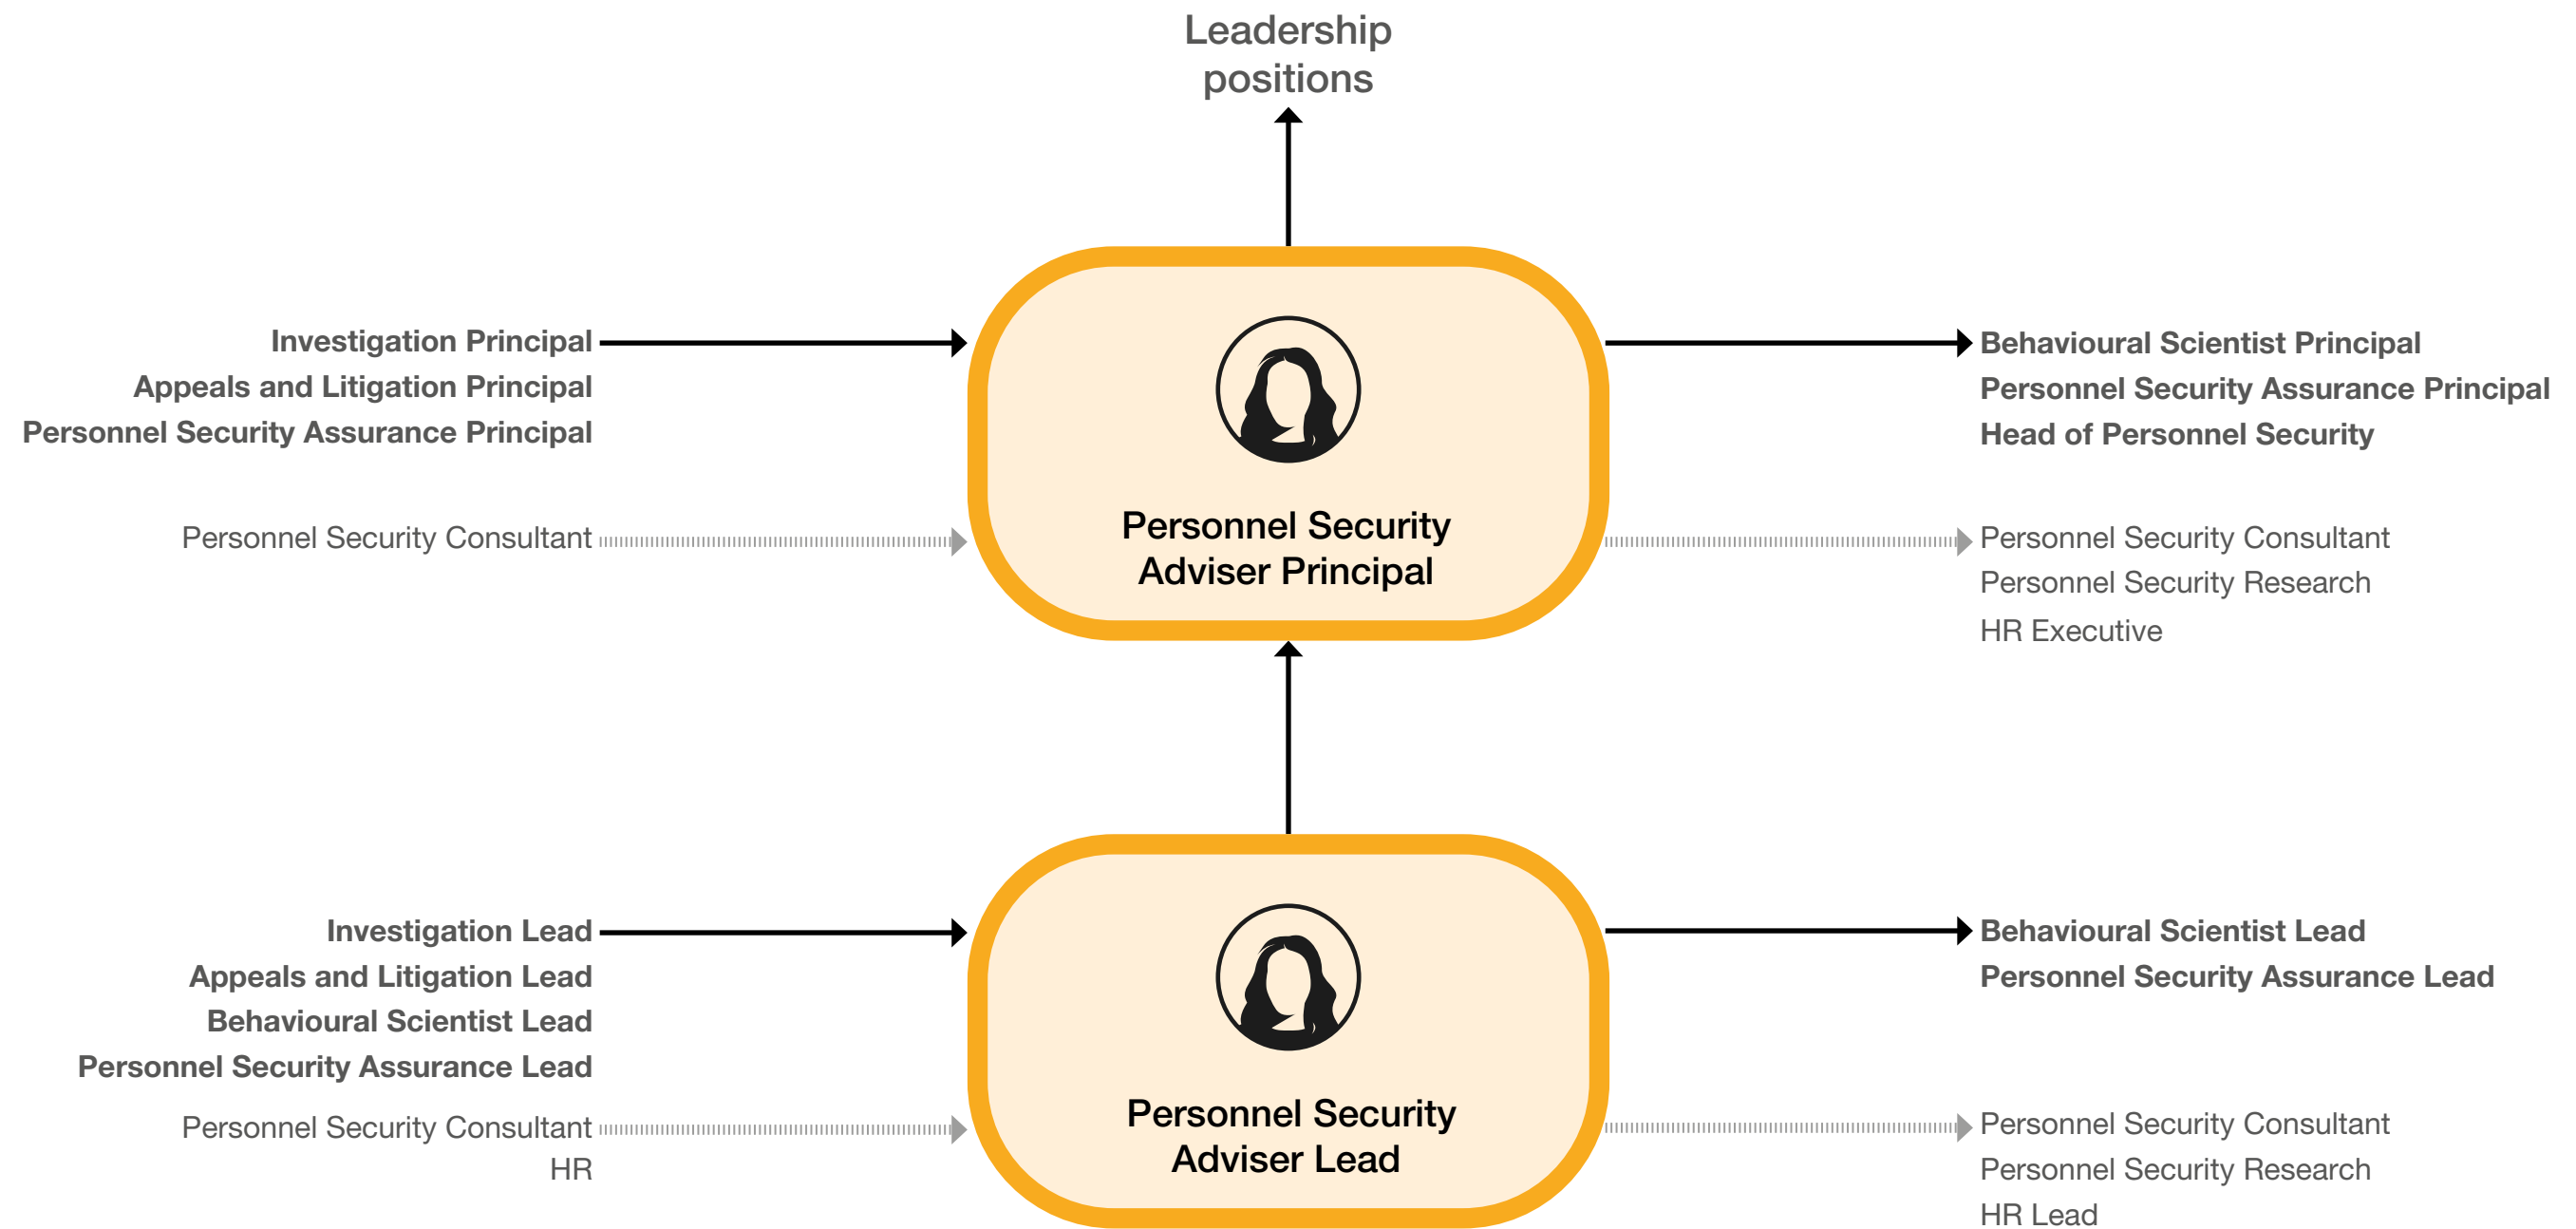 Leadership
positions
Investigation Principal
Appeals and Litigation Principal
Personnel Security Assurance Principal
Personnel Security Consultant
Personnel Security
Adviser Principal
Behavioural Scientist Principal
Personnel Security Assurance Principal
Head of Personnel Security
Personnel Security Consultant
Personnel Security Research
HR Executive
Investigation Lead
Appeals and Litigation Lead
Behavioural Scientist Lead
Personnel Security Assurance Lead
Personnel Security Consultant
HR
Personnel Security
Adviser Lead
Behavioural Scientist Lead
Personnel Security Assurance Lead
Personnel Security Consultant
Personnel Security Research
HR Lead